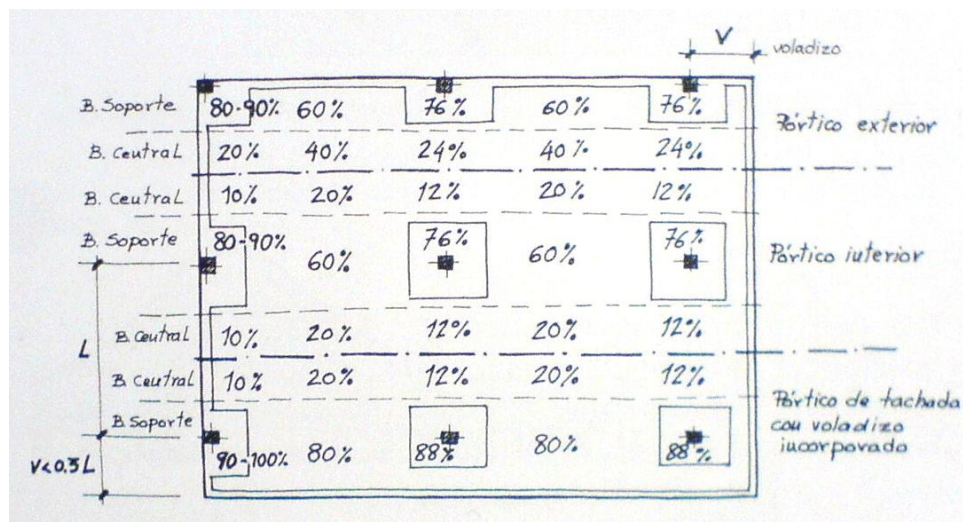 V
voladizo
B. Soporte 80-90% 60% 76% 60% 76%
Pórtico exterior
B. Central 20% 40% 24% 40% 24%
B. Central 10% 20% 12% 20% 12%
B. Soporte 80-90% 60% 76% 60% 76%
Pórtico interior
B. Central 10% 20% 12% 20% 12%
L
B. Central 10% 20% 12% 20% 12%
Pórtico de fachada
con voladizo
incorporado
B. Soporte 90-100% 80% 88% 80% 88%
V<0.3L